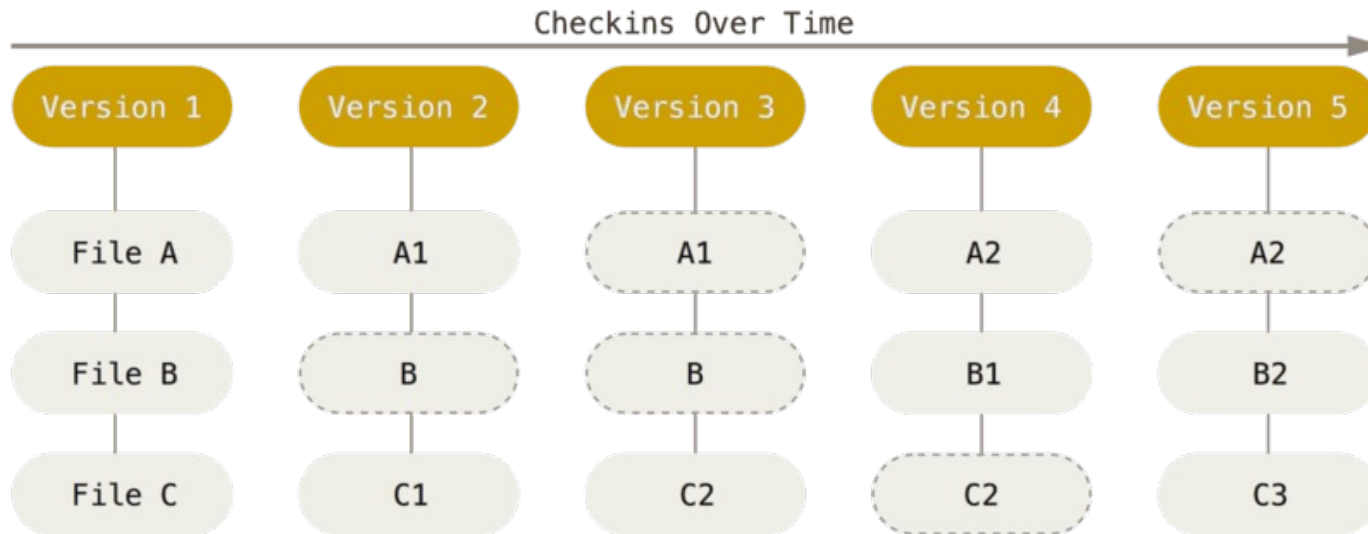 Checkins Over Time
Version 1 Version 2 Version 3 Version 4 Version 5
File A A1 A1 A2 A2
File B B B B1 B2
File C C1 C2 C2 C3